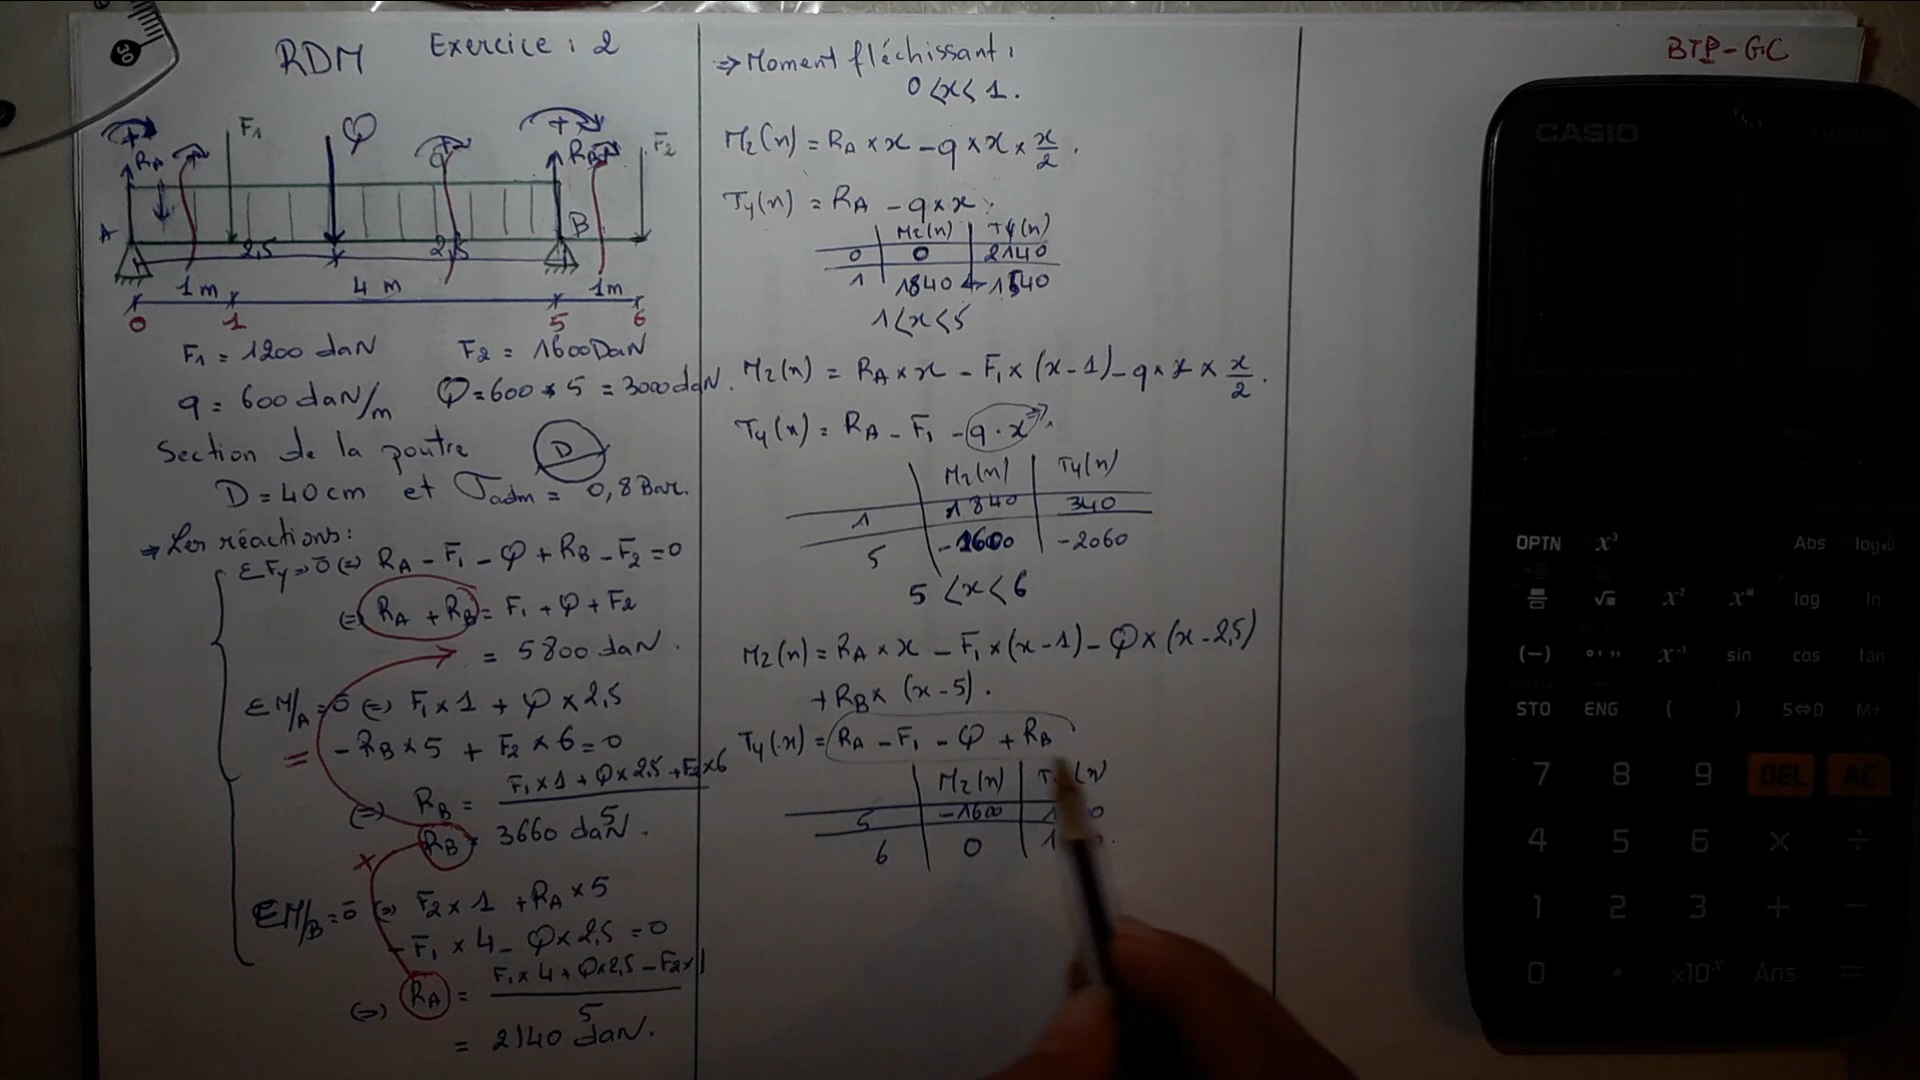 RDM Exercice : 2
F1 φ q F2
RA RB
A B
2,5 2,5
1m 4 m 1m
0 1 5 6
F1 = 1200 daN F2 = 1600 DaN
q = 600 daN/m φ = 600 * 5 = 3000 daN.
Section de la poutre D
D = 40 cm et σadm = 0,8 Bar.
⇒ Les réactions :
ΣFy = 0 (=) RA - F1 - φ + RB - F2 = 0
(=) RA + RB = F1 + φ + F2
= 5800 daN.
ΣM/A = 0 (=) F1 × 1 + φ × 2,5
- RB × 5 + F2 × 6 = 0
(=) RB = F1 × 1 + φ × 2,5 + F2 × 6
5
RB = 3660 daN.
ΣM/B = 0 (=) F2 × 1 + RA × 5
- F1 × 4 - φ × 2,5 = 0
(=) RA = F1 × 4 + φ × 2,5 - F2 × 1
5
= 2140 daN.
⇒ Moment fléchissant :
0 < x < 1.
Mz(x) = RA × x - q × x × x/2.
Ty(x) = RA - q × x.
Mz(x) Ty(x)
0 0 2140
1 1840 1540
1 < x < 5
Mz(x) = RA × x - F1 × (x - 1) - q × x × x/2.
Ty(x) = RA - F1 - q · x.
Mz(x) Ty(x)
1 1840 340
5 -1600 -2060
5 < x < 6
Mz(x) = RA × x - F1 × (x - 1) - φ × (x - 2,5)
+ RB × (x - 5).
Ty(x) = RA - F1 - φ + RB
Mz(x)
5 -1600
6 0
BTP-GC
CASIO
OPTN x³ Abs
√ x² log ln
(-) x⁻¹ sin cos tan
STO ENG ( ) S⇔D M+
7 8 9 DEL AC
4 5 6 × ÷
1 2 3 + −
0 · ×10ˣ Ans =
30